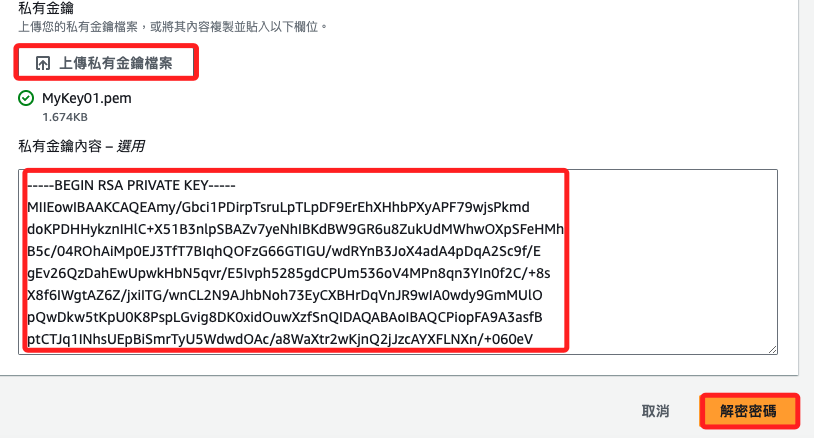 私有金鑰
上傳您的私有金鑰檔案，或將其內容複製並貼入以下欄位。
上傳私有金鑰檔案
MyKey01.pem
1.674KB
私有金鑰內容 – 選用
-----BEGIN RSA PRIVATE KEY-----
MIIEowIBAAKCAQEAmy/Gbci1PDirpTsruLpTLpDF9ErEhXHhbPXyAPF79wjsPkmd
doKPDHHykznIHlC+X51B3nlpSBAZv7yeNhIBKdBW9GR6u8ZukUdMWhwOXpSFeHMh
B5c/04ROhAiMp0EJ3TfT7BIqhQOFzG66GTIGU/wdRYnB3JoX4adA4pDqA2Sc9f/E
gEv26QzDahEwUpwkHbN5qvr/E5Ivph5285gdCPUm536oV4MPn8qn3YIn0f2C/+8s
X8f6IWgtAZ6Z/jxiITG/wnCL2N9AJhbNoh73EyCXBHrDqVnJR9wIA0wdy9GmMUlO
pQwDkw5tKpU0K8PspLGvig8DK0xidOuwXzfSnQIDAQABAoIBAQCPiopFA9A3asfB
ptCTJq1INhsUEpBiSmrTyU5WdwdOAc/a8WaXtr2wKjnQ2jJzcAYXFLNXn/+060eV
取消
解密密碼